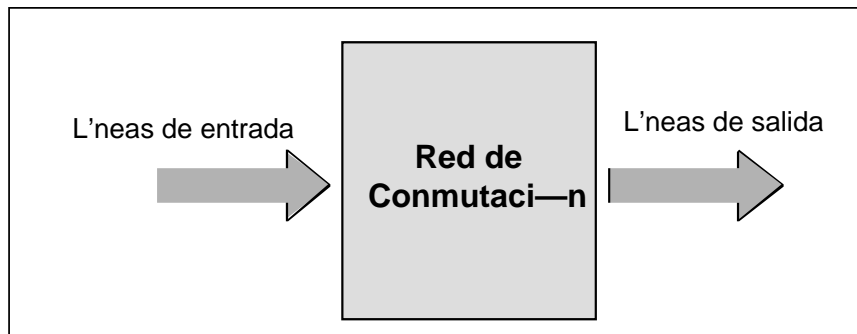 L'neas de entrada
Red de
Conmutaci—n
L'neas de salida